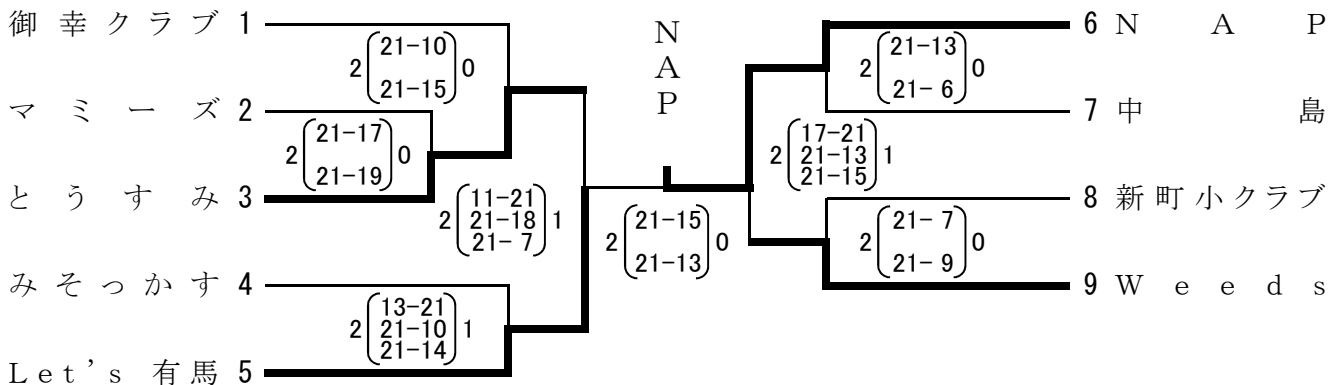 御幸クラブ 1
2 21-10 0
21-15
マミーズ 2
2 21-17 0
21-19
とうすみ 3
2 11-21 1
21-18
21- 7
みそっかす 4
2 13-21 1
21-10
21-14
Let's 有馬 5
NAP
2 21-15 0
21-13
6 NAP
2 21-13 0
21- 6
7 中島
2 17-21 1
21-13
21-15
8 新町小クラブ
2 21- 7 0
21- 9
9 Weeds